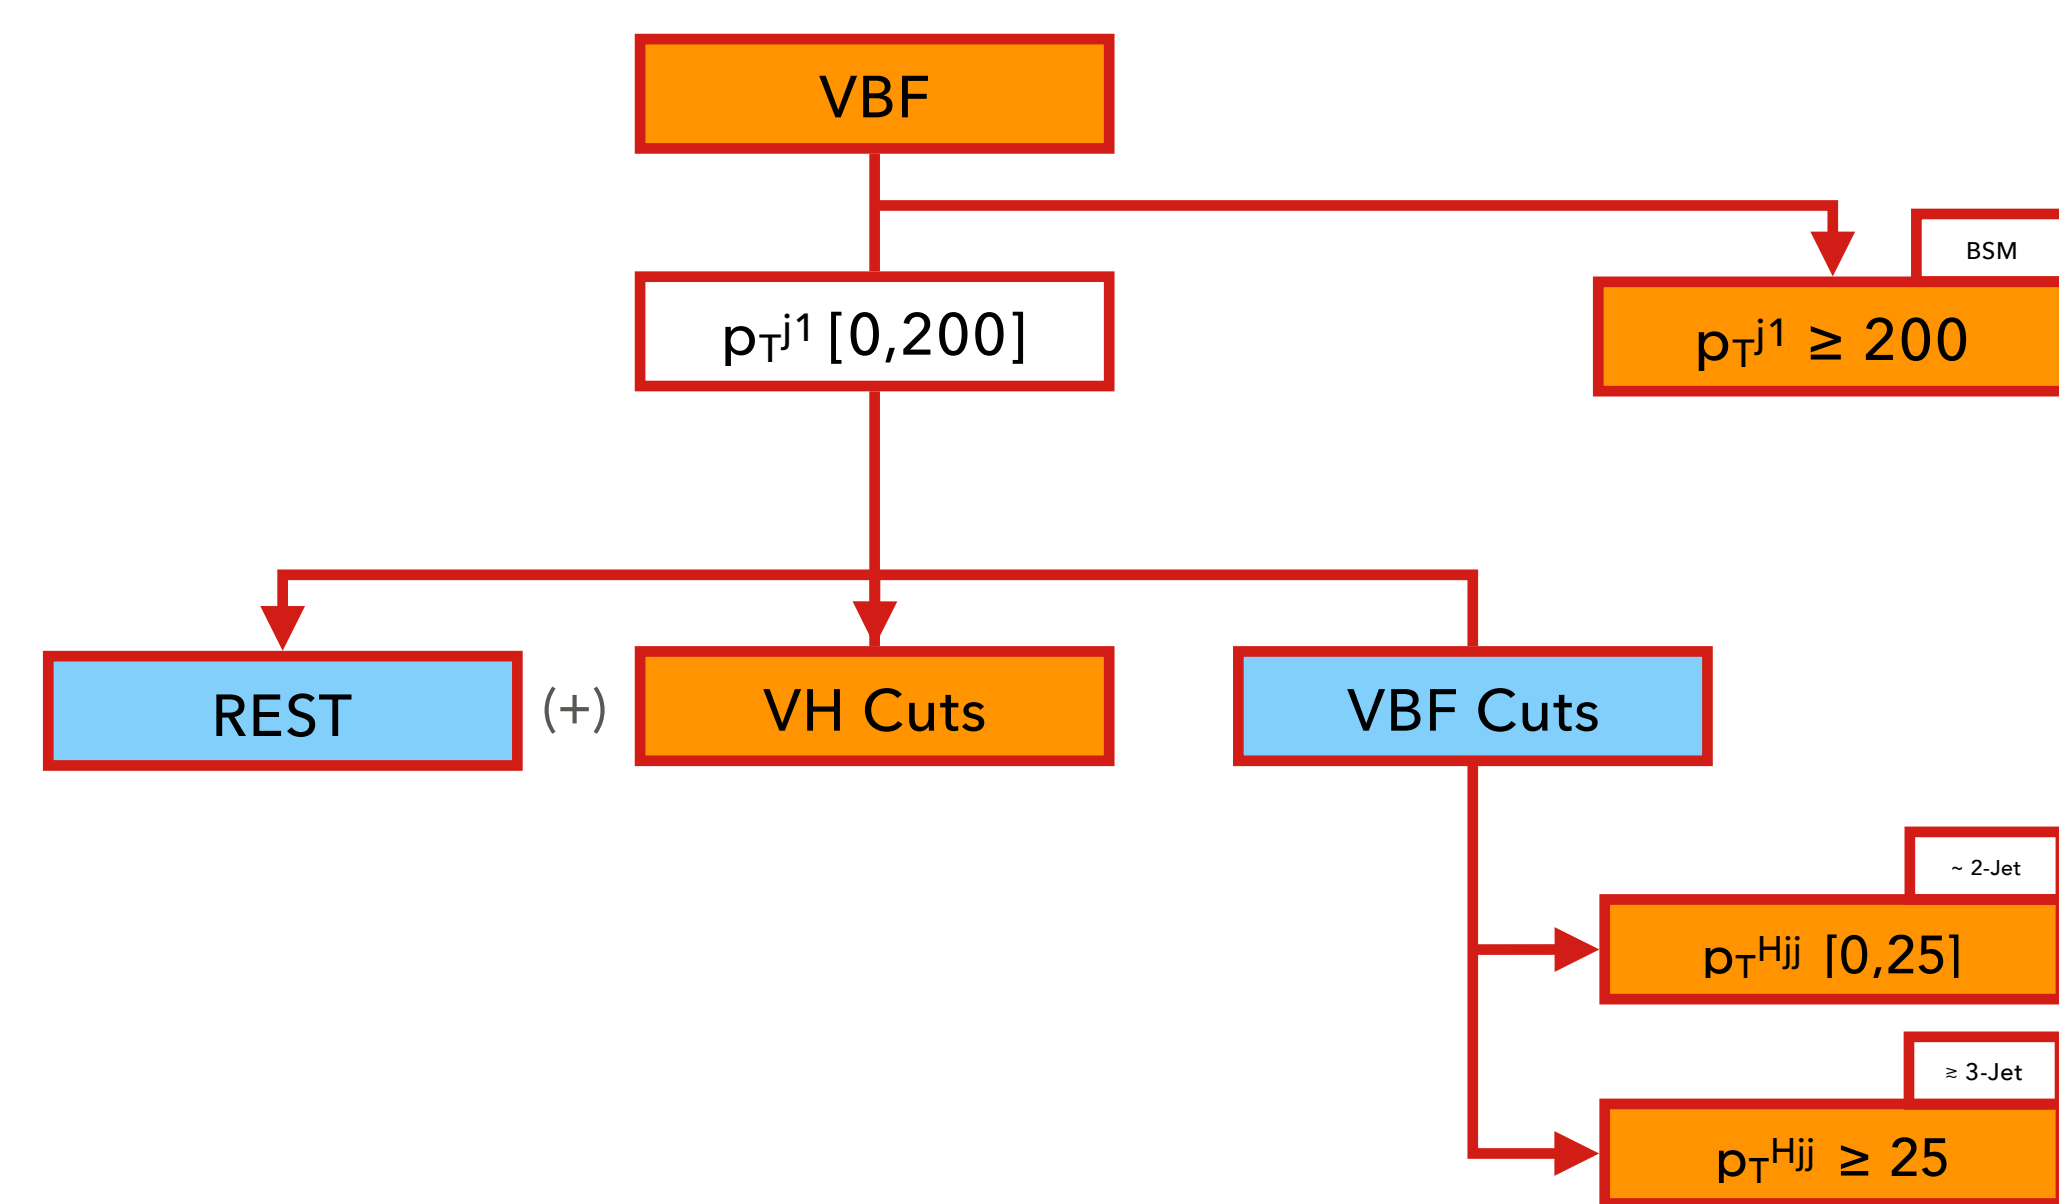 VBF
BSM
pTj1 [0,200]
pTj1 ≥ 200
REST
(+)
VH Cuts
VBF Cuts
~ 2-Jet
pTHjj [0,25]
≳ 3-Jet
pTHjj ≥ 25